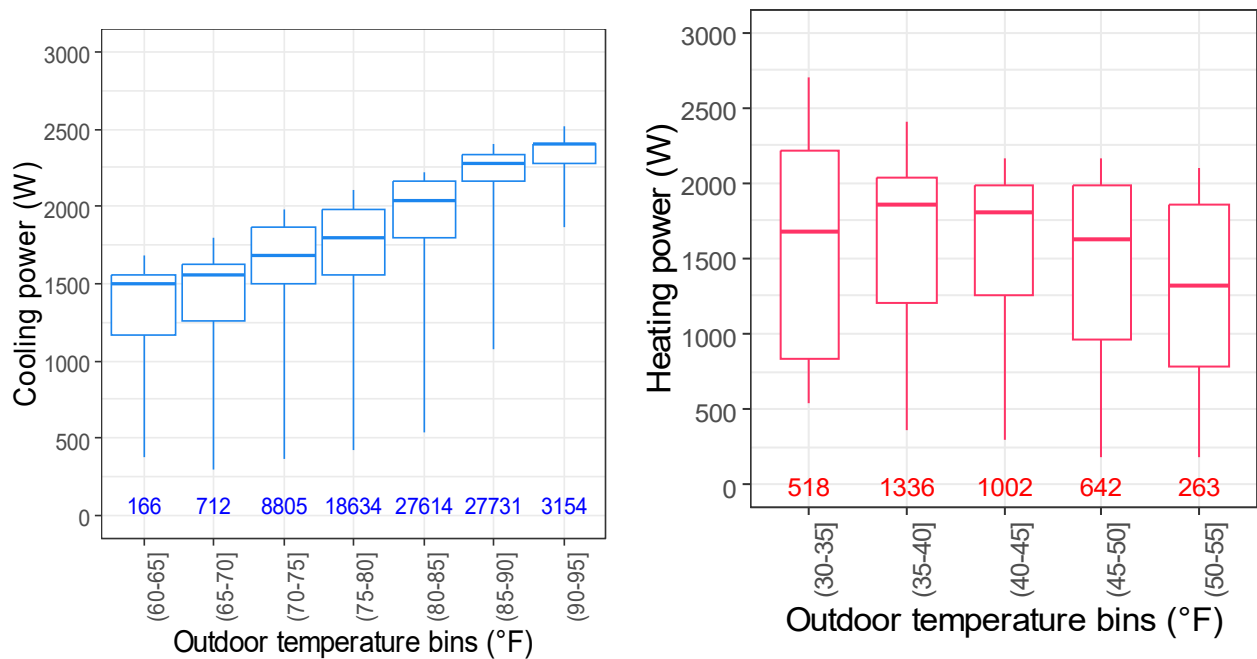 Cooling power (W)
3000
2500
2000
1500
1000
500
0
166 712 8805 18634 27614 27731 3154
(60-65] (65-70] (70-75] (75-80] (80-85] (85-90] (90-95]
Outdoor temperature bins (°F)
Heating power (W)
3000
2500
2000
1500
1000
500
0
518 1336 1002 642 263
(30-35] (35-40] (40-45] (45-50] (50-55]
Outdoor temperature bins (°F)